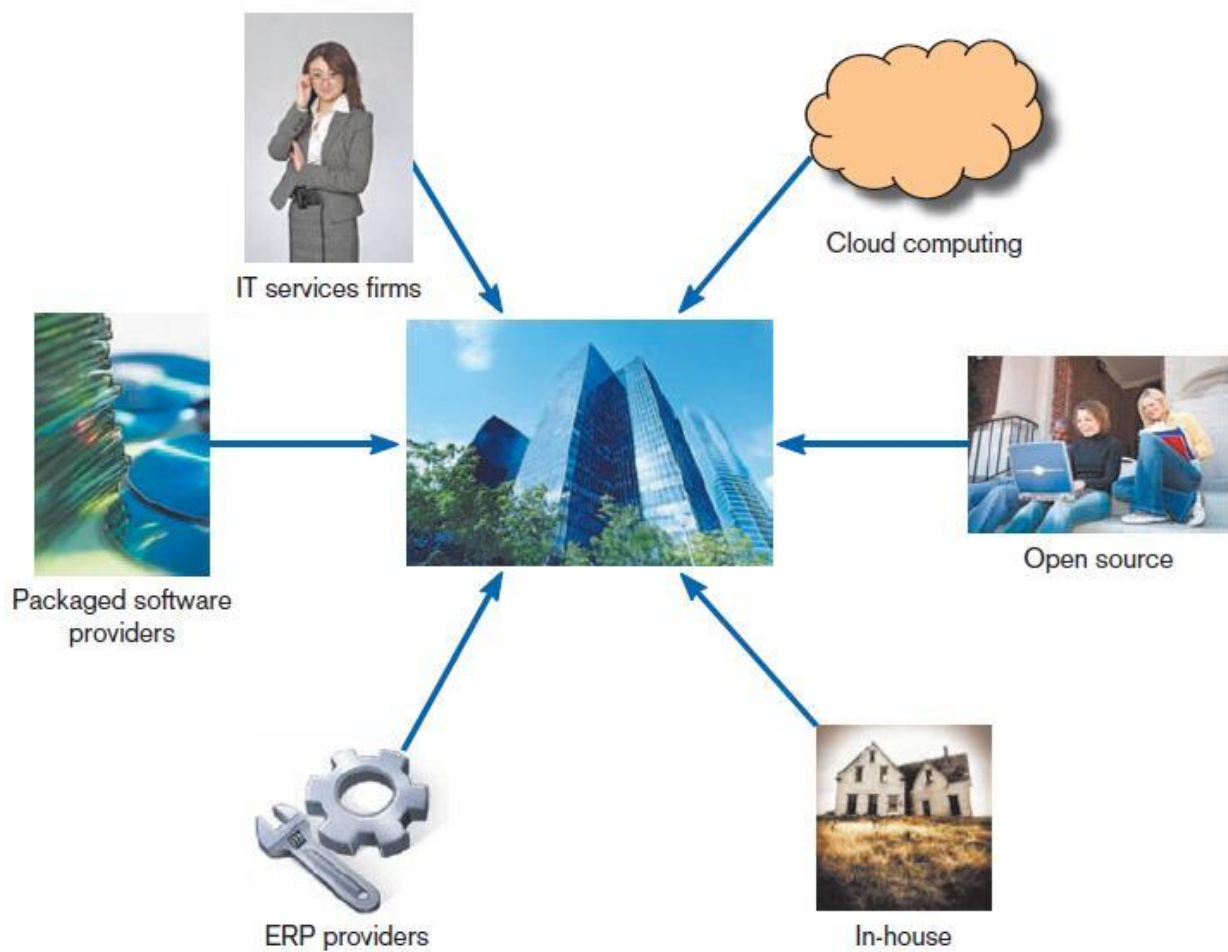 IT services firms
Cloud computing
Packaged software
providers
Open source
ERP providers
In-house